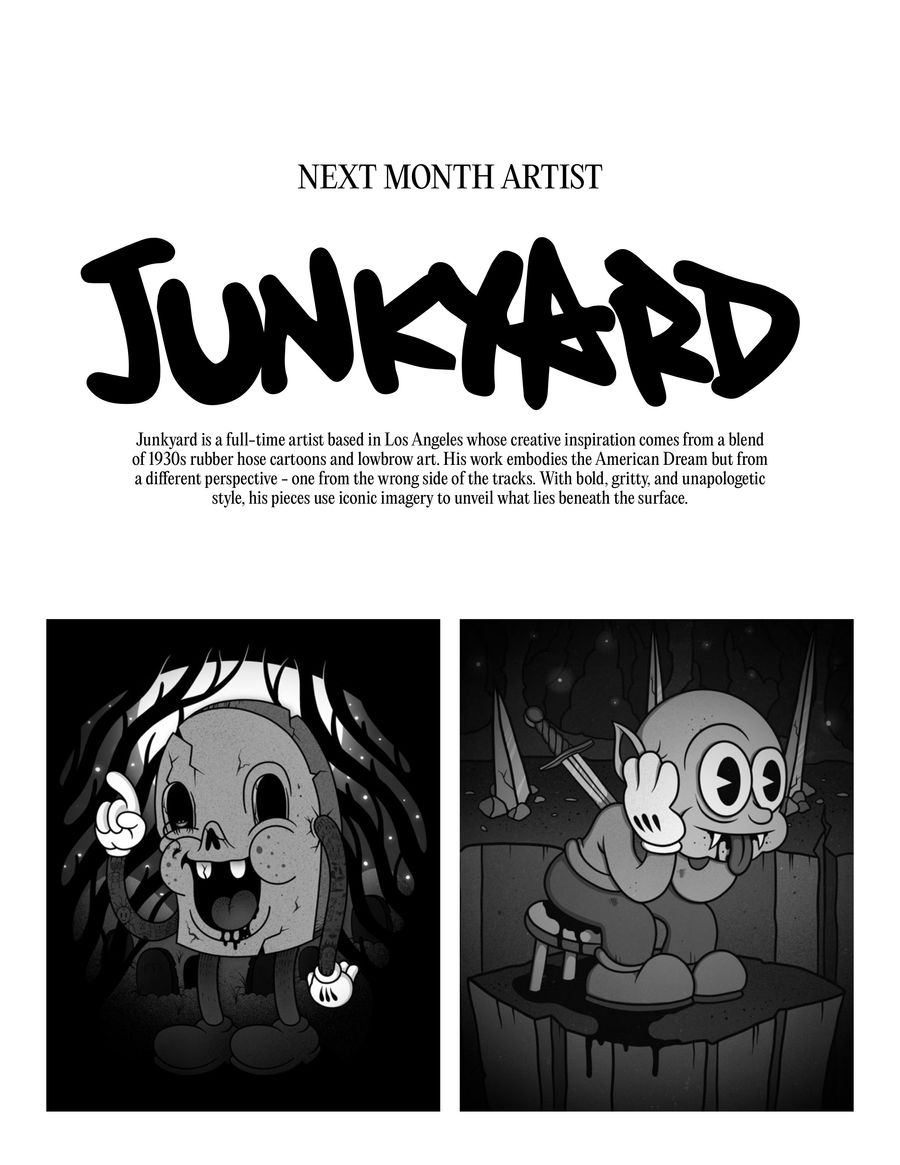 NEXT MONTH ARTIST
JUNKYARD
Junkyard is a full-time artist based in Los Angeles whose creative inspiration comes from a blend
of 1930s rubber hose cartoons and lowbrow art. His work embodies the American Dream but from
a different perspective - one from the wrong side of the tracks. With bold, gritty, and unapologetic
style, his pieces use iconic imagery to unveil what lies beneath the surface.